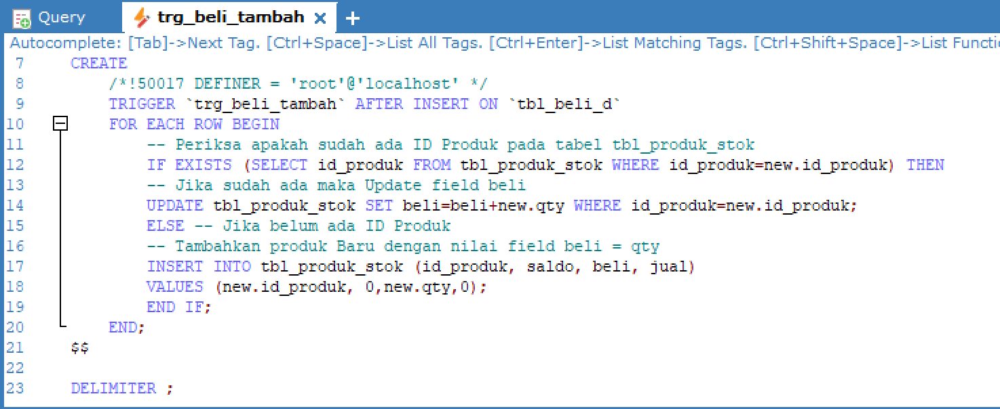 Query trg_beli_tambah
Autocomplete: [Tab]->Next Tag. [Ctrl+Space]->List All Tags. [Ctrl+Enter]->List Matching Tags. [Ctrl+Shift+Space]->List Functi
7 CREATE
8 /*!50017 DEFINER = 'root'@'localhost' */
9 TRIGGER `trg_beli_tambah` AFTER INSERT ON `tbl_beli_d`
10 FOR EACH ROW BEGIN
11 -- Periksa apakah sudah ada ID Produk pada tabel tbl_produk_stok
12 IF EXISTS (SELECT id_produk FROM tbl_produk_stok WHERE id_produk=new.id_produk) THEN
13 -- Jika sudah ada maka Update field beli
14 UPDATE tbl_produk_stok SET beli=beli+new.qty WHERE id_produk=new.id_produk;
15 ELSE -- Jika belum ada ID Produk
16 -- Tambahkan produk Baru dengan nilai field beli = qty
17 INSERT INTO tbl_produk_stok (id_produk, saldo, beli, jual)
18 VALUES (new.id_produk, 0,new.qty,0);
19 END IF;
20 END;
21 $$
22
23 DELIMITER ;